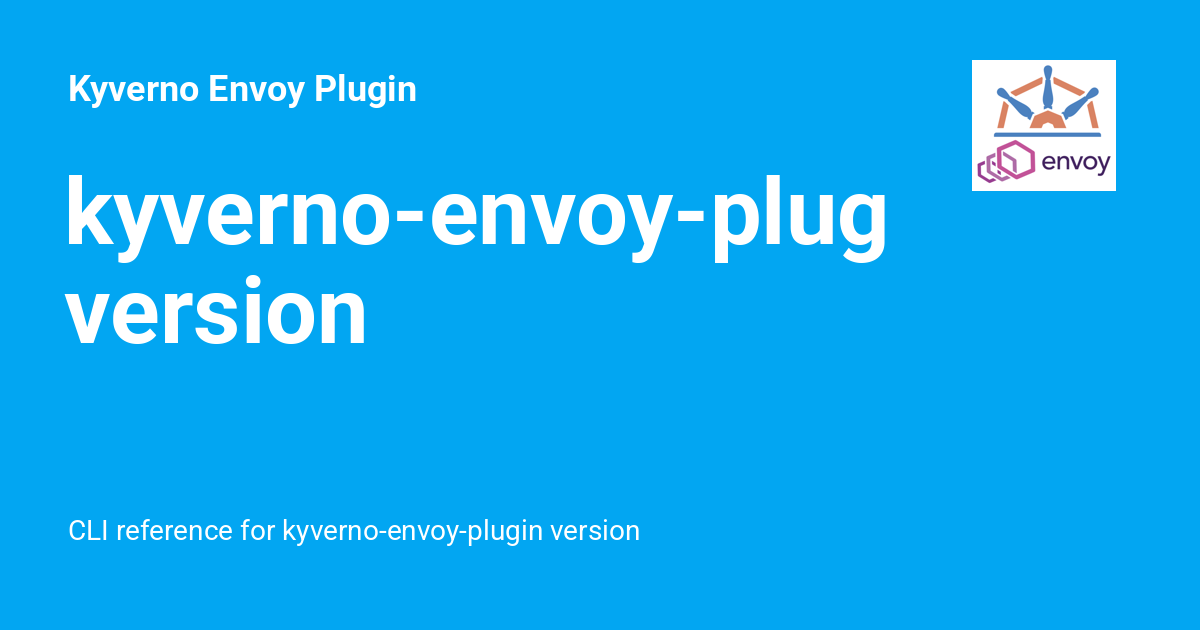 Kyverno Envoy Plugin
envoy
kyverno-envoy-plug
version
CLI reference for kyverno-envoy-plugin version